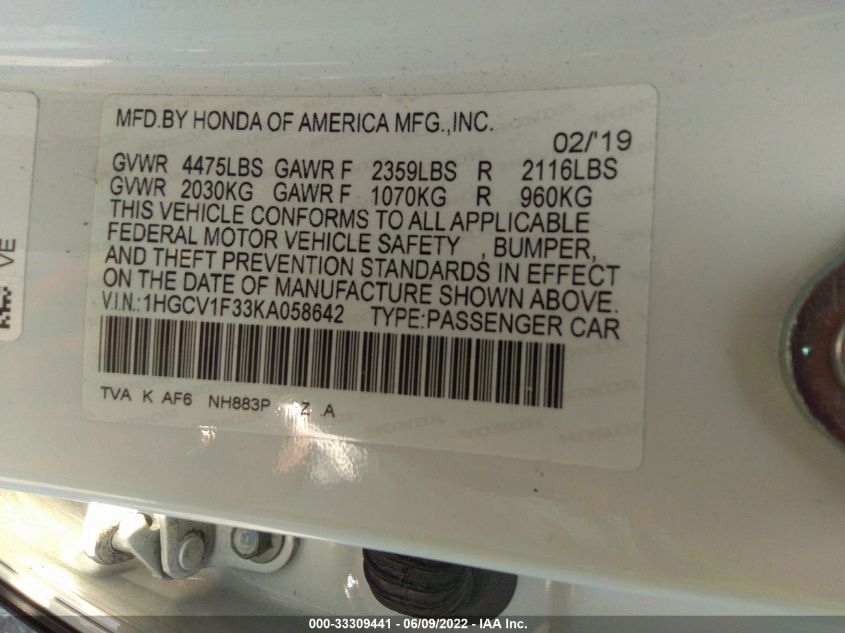 MFD.BY HONDA OF AMERICA MFG.,INC.
02/'19
GVWR 4475LBS GAWR F 2359LBS R 2116LBS
GVWR 2030KG GAWR F 1070KG R 960KG
THIS VEHICLE CONFORMS TO ALL APPLICABLE
FEDERAL MOTOR VEHICLE SAFETY , BUMPER,
AND THEFT PREVENTION STANDARDS IN EFFECT
ON THE DATE OF MANUFACTURE SHOWN ABOVE.
V.I.N.:1HGCV1F33KA058642 TYPE:PASSENGER CAR
TVA K AF6 NH883P Z .A
VE
000-33309441 - 06/09/2022 - IAA Inc.